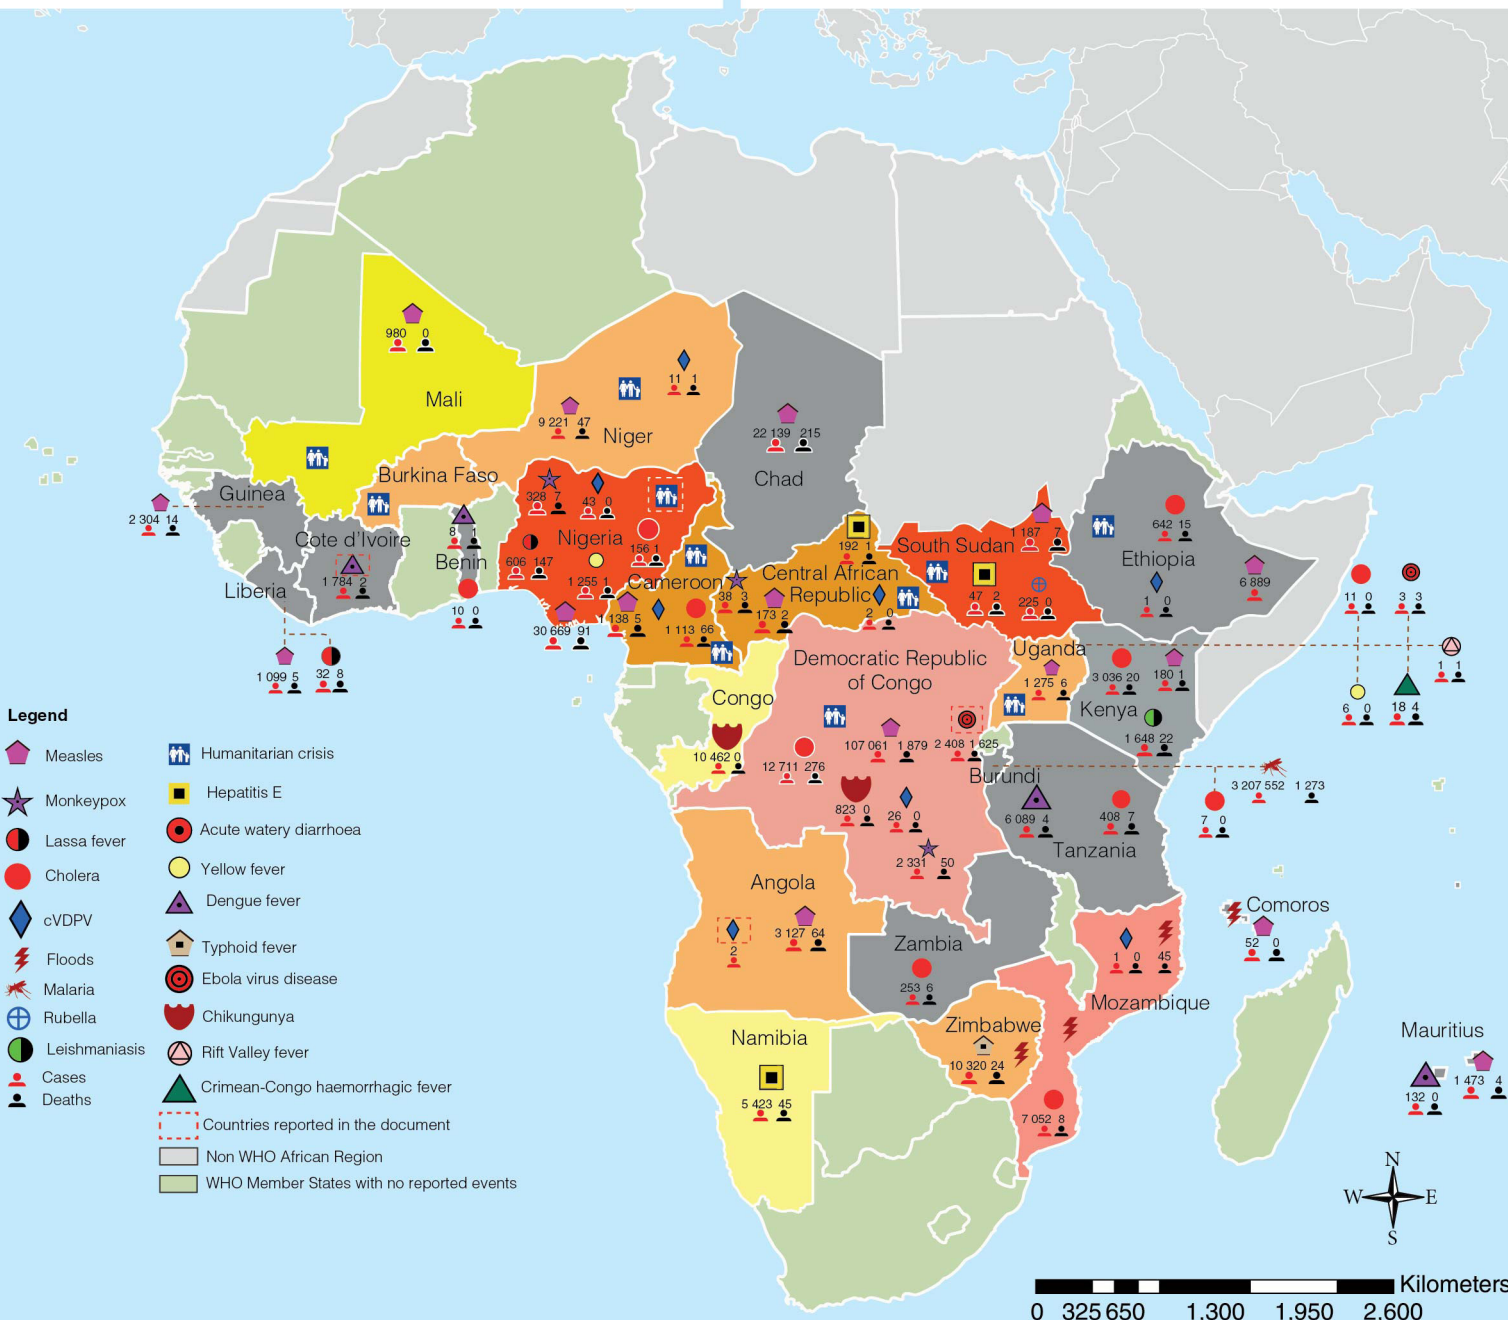 980 0
Mali
11 1
9 221 47
Niger
22 139 215
Chad
Burkina Faso
Guinea
2 304 14
Cote d'Ivoire
1 784 2
8 1
Benin
10 0
Liberia
1 099 5
32 8
328 7
43 0
Nigeria
156 1
606 147
1 255 1
30 669 91
Cameroon
1 138 5
1 113 66
38 3
192 1
Central African
Republic
173 2
2 0
1 187 7
South Sudan
47 2
225 0
642 15
Ethiopia
1 0
6 889
11 0
3 3
6 0
18 4
1 1
Uganda
1 275 6
3 036 20
180 1
Kenya
1 648 22
Democratic Republic
of Congo
107 061 1 879
2 408 1 625
12 711 276
823 0
26 0
2 331 50
Congo
10 462 0
Burundi
3 207 552 1 273
7 0
6 089 4
408 7
Tanzania
Angola
2
3 127 64
Zambia
253 6
1 0
45
Mozambique
7 052 8
Comoros
52 0
Zimbabwe
10 320 24
Namibia
5 423 45
Mauritius
132 0
1 473 4
Legend
Measles
Monkeypox
Lassa fever
Cholera
cVDPV
Floods
Malaria
Rubella
Leishmaniasis
Cases
Deaths
Humanitarian crisis
Hepatitis E
Acute watery diarrhoea
Yellow fever
Dengue fever
Typhoid fever
Ebola virus disease
Chikungunya
Rift Valley fever
Crimean-Congo haemorrhagic fever
Countries reported in the document
Non WHO African Region
WHO Member States with no reported events
N
W E
S
Kilometers
0 325 650 1.300 1.950 2.600